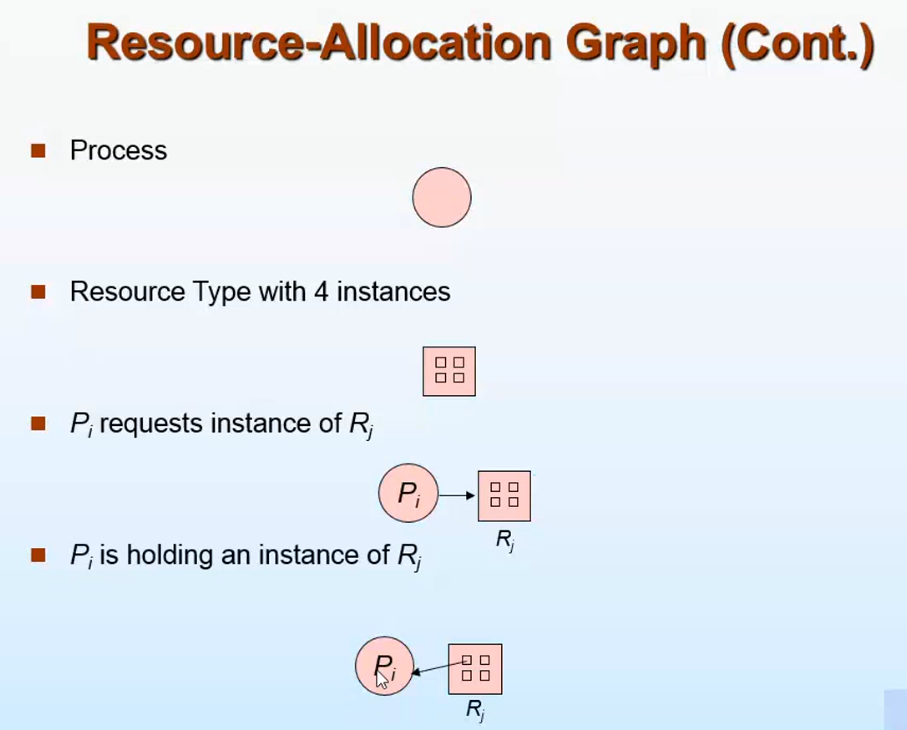 Resource-Allocation Graph (Cont.)
Process
Resource Type with 4 instances
Pi requests instance of Rj
Pi
Rj
Pi is holding an instance of Rj
Pi
Rj